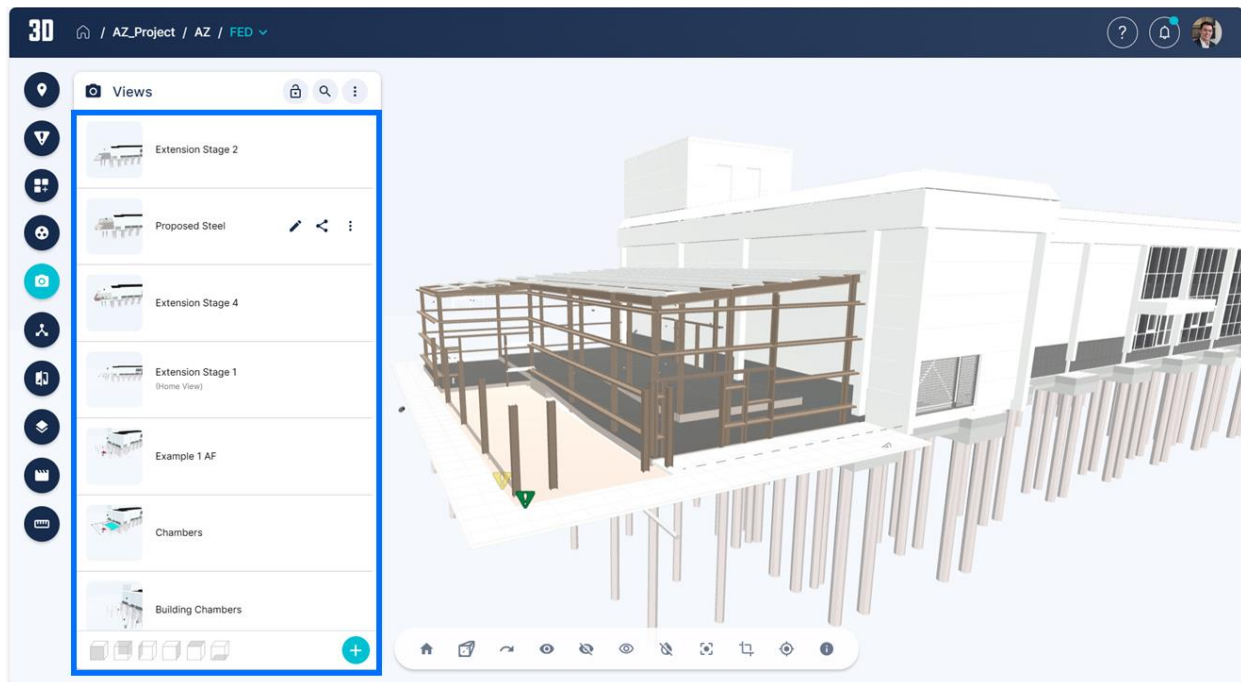 3D / AZ_Project / AZ / FED
?
Views
Extension Stage 2
Proposed Steel
Extension Stage 4
Extension Stage 1
(Home View)
Example 1 AF
Chambers
Building Chambers